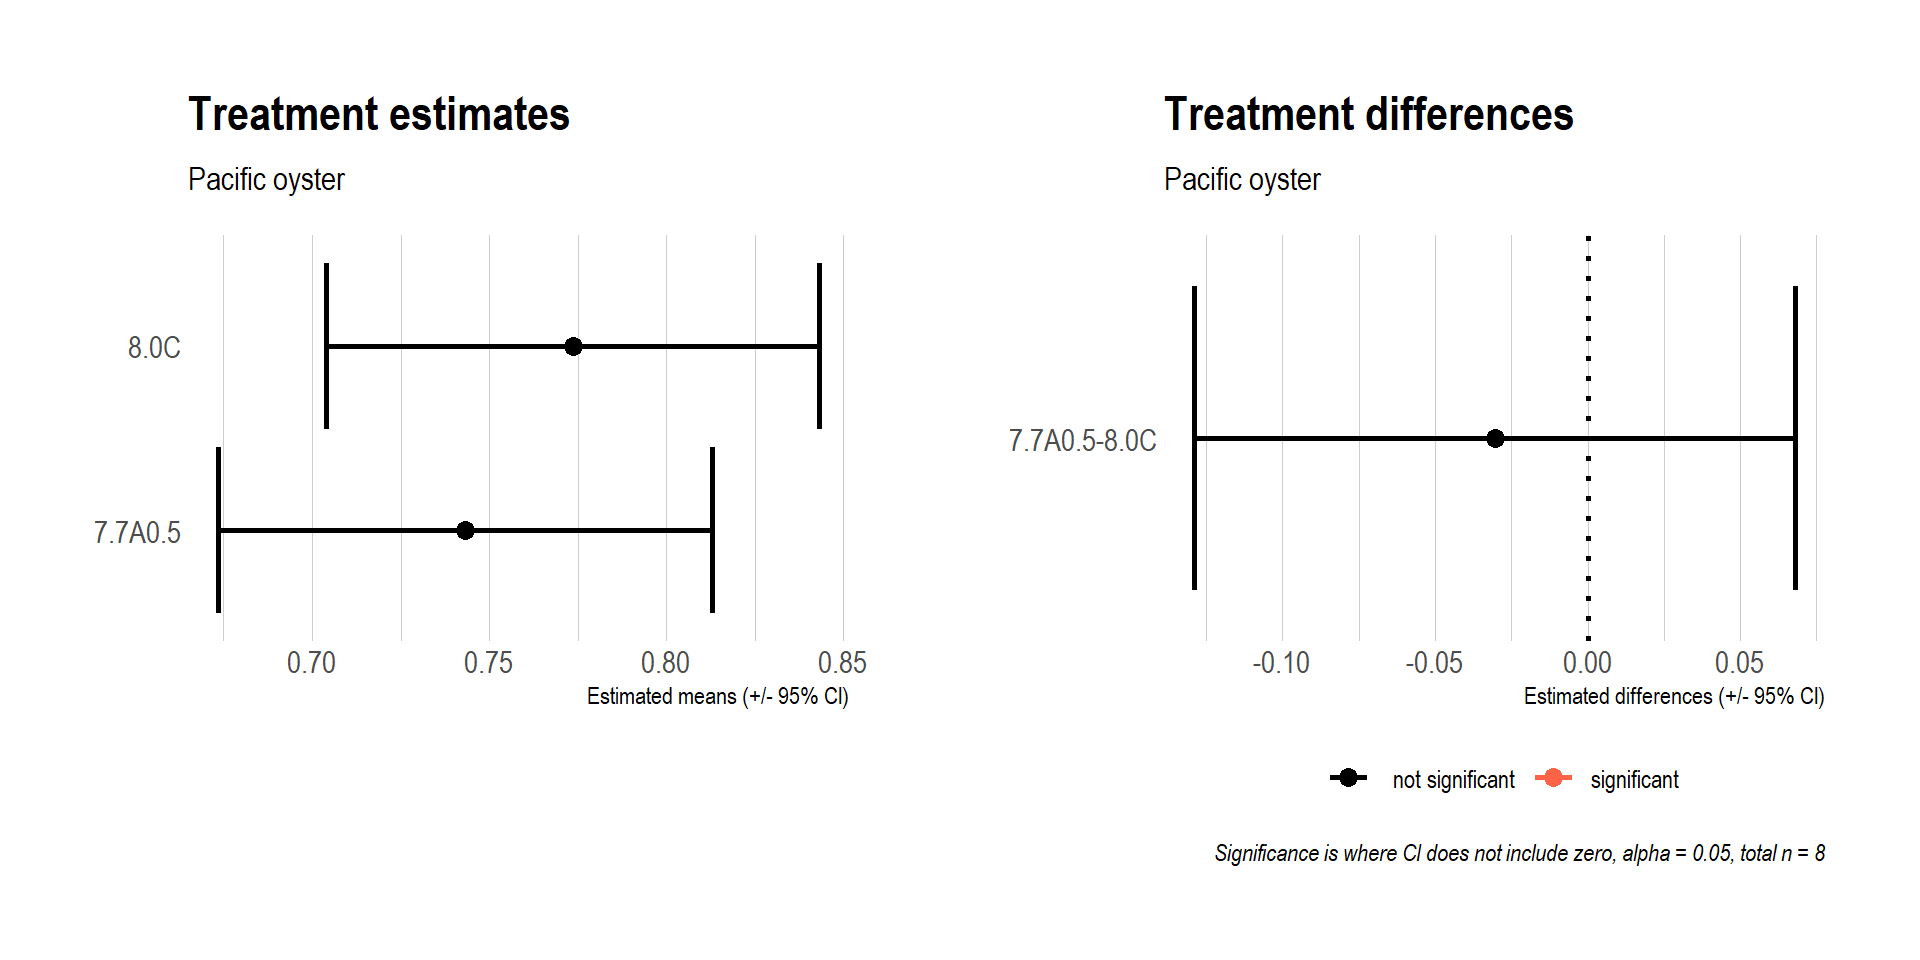 Treatment estimates
Pacific oyster
8.0C
7.7A0.5
0.70 0.75 0.80 0.85
Estimated means (+/- 95% CI)
Treatment differences
Pacific oyster
7.7A0.5-8.0C
-0.10 -0.05 0.00 0.05
Estimated differences (+/- 95% CI)
not significant significant
Significance is where CI does not include zero, alpha = 0.05, total n = 8